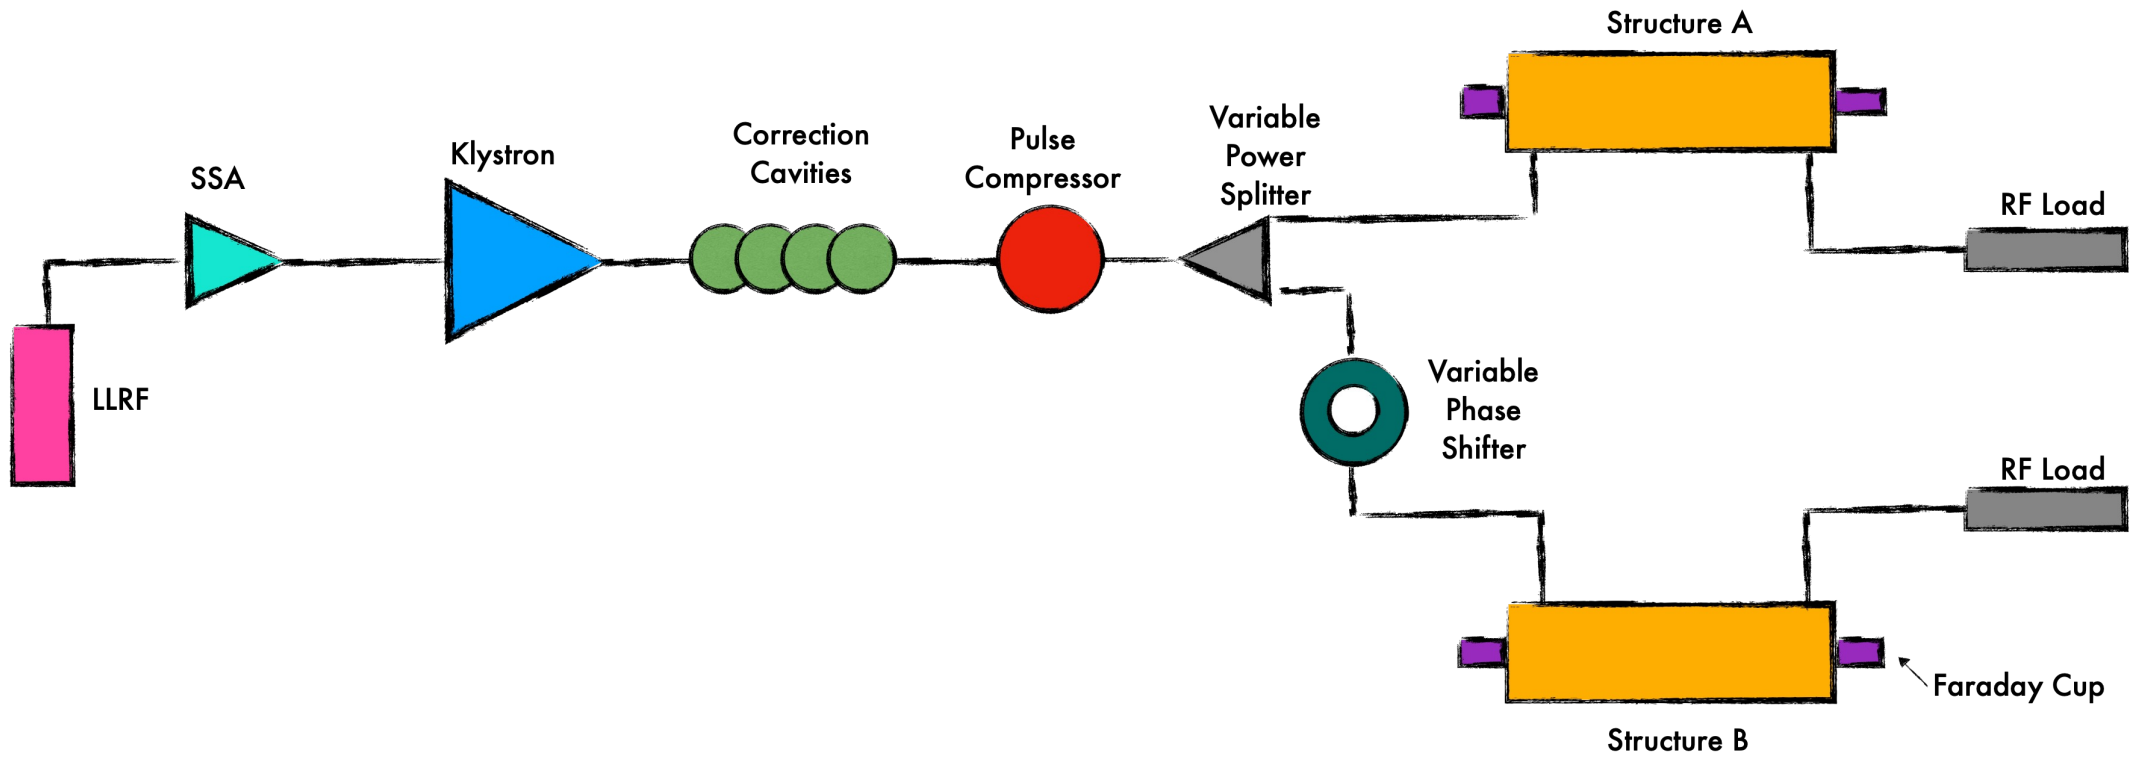 LLRF
SSA
Klystron
Correction
Cavities
Pulse
Compressor
Variable
Power
Splitter
Structure A
RF Load
Variable
Phase
Shifter
RF Load
Faraday Cup
Structure B